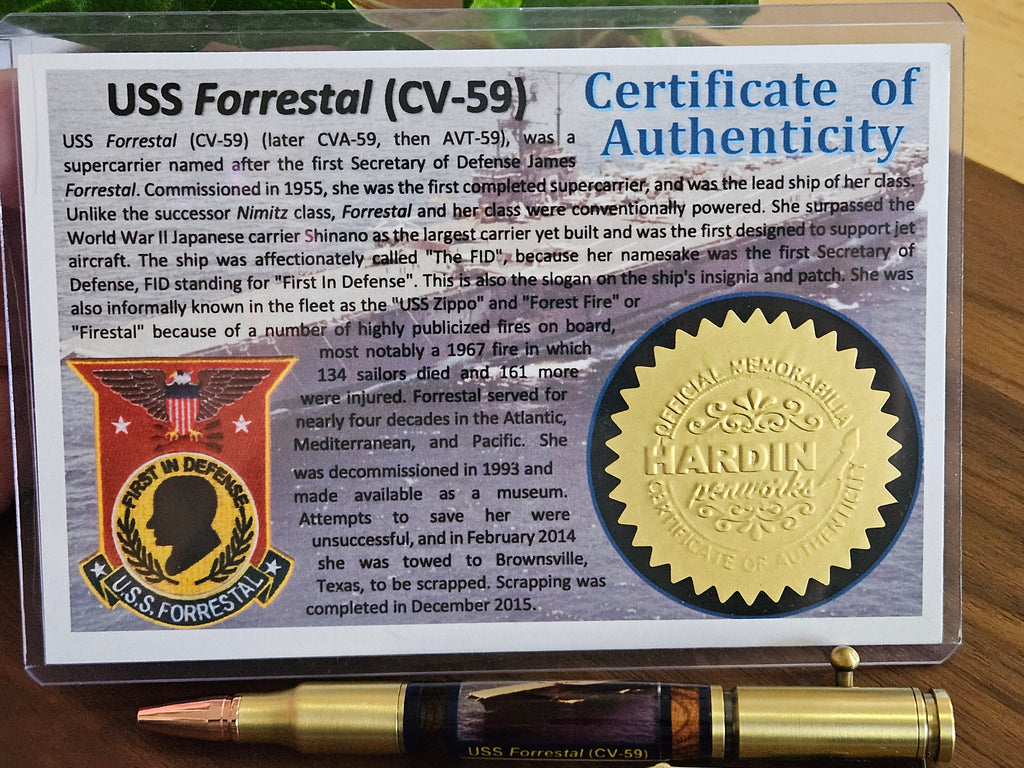 USS Forrestal (CV-59)
Certificate of
Authenticity
USS Forrestal (CV-59) (later CVA-59, then AVT-59), was a
supercarrier named after the first Secretary of Defense James
Forrestal. Commissioned in 1955, she was the first completed supercarrier, and was the lead ship of her class.
Unlike the successor Nimitz class, Forrestal and her class were conventionally powered. She surpassed the
World War II Japanese carrier Shinano as the largest carrier yet built and was the first designed to support jet
aircraft. The ship was affectionately called "The FID", because her namesake was the first Secretary of
Defense, FID standing for "First In Defense". This is also the slogan on the ship's insignia and patch. She was
also informally known in the fleet as the "USS Zippo" and "Forest Fire" or
"Firestal" because of a number of highly publicized fires on board,
most notably a 1967 fire in which
134 sailors died and 161 more
were injured. Forrestal served for
nearly four decades in the Atlantic,
Mediterranean, and Pacific. She
was decommissioned in 1993 and
made available as a museum.
Attempts to save her were
unsuccessful, and in February 2014
she was towed to Brownsville,
Texas, to be scrapped. Scrapping was
completed in December 2015.
FIRST IN DEFENSE
U.S.S. FORRESTAL
OFFICIAL MEMORABILIA
HARDIN
penworks
CERTIFICATE OF AUTHENTICITY
USS Forrestal (CV-59)